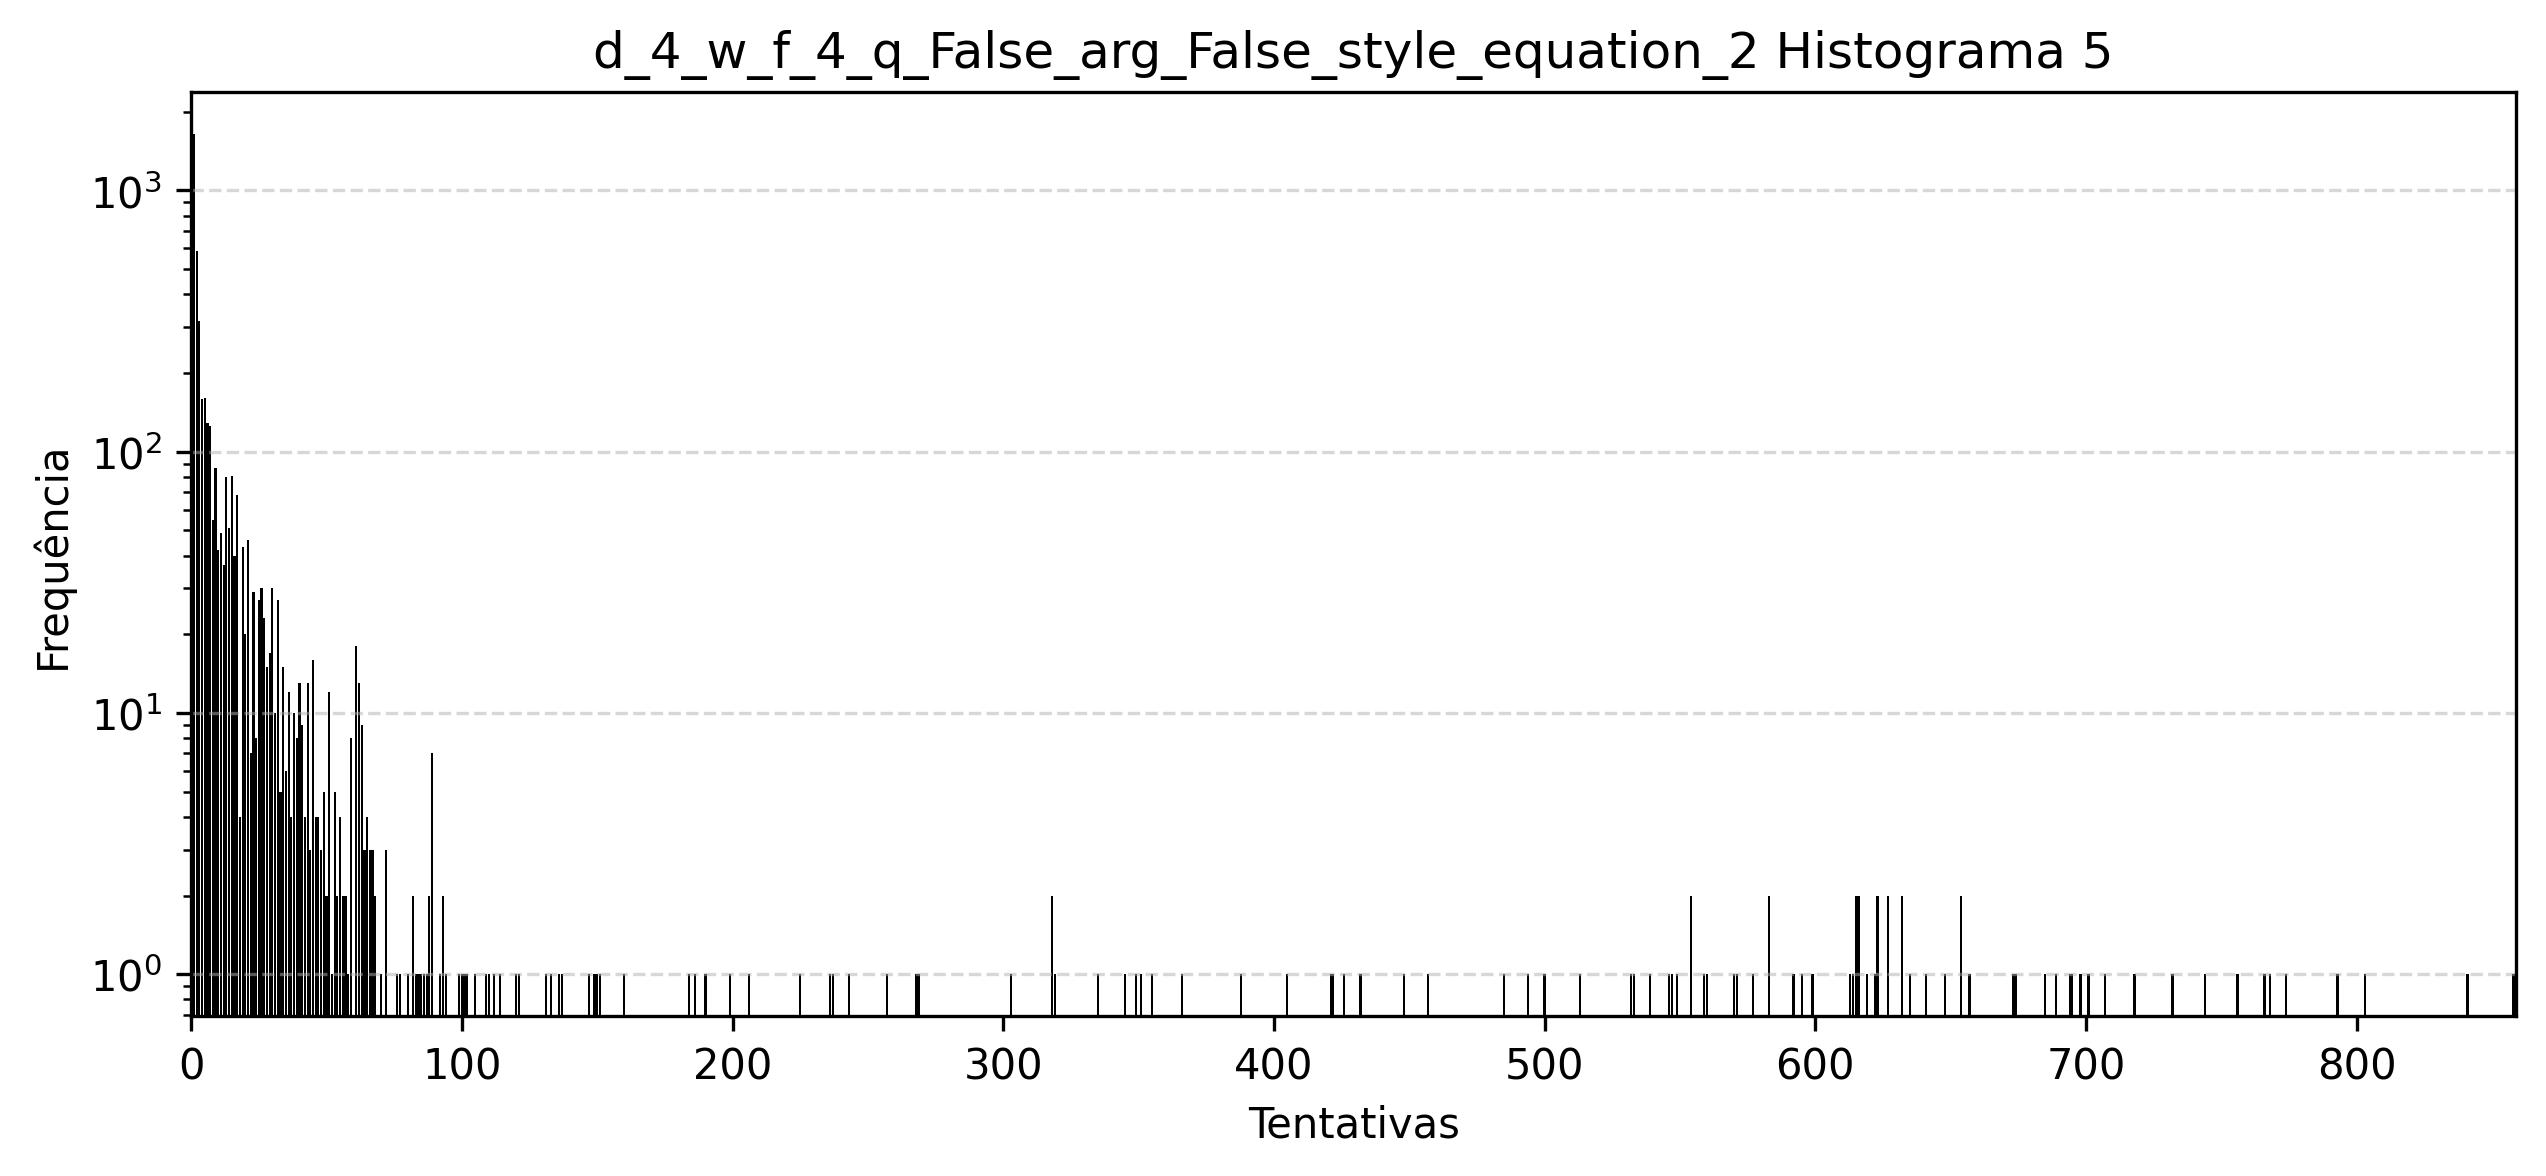 d_4_w_f_4_q_False_arg_False_style_equation_2 Histograma 5
Frequência
10³
10²
10¹
10⁰
0 100 200 300 400 500 600 700 800
Tentativas